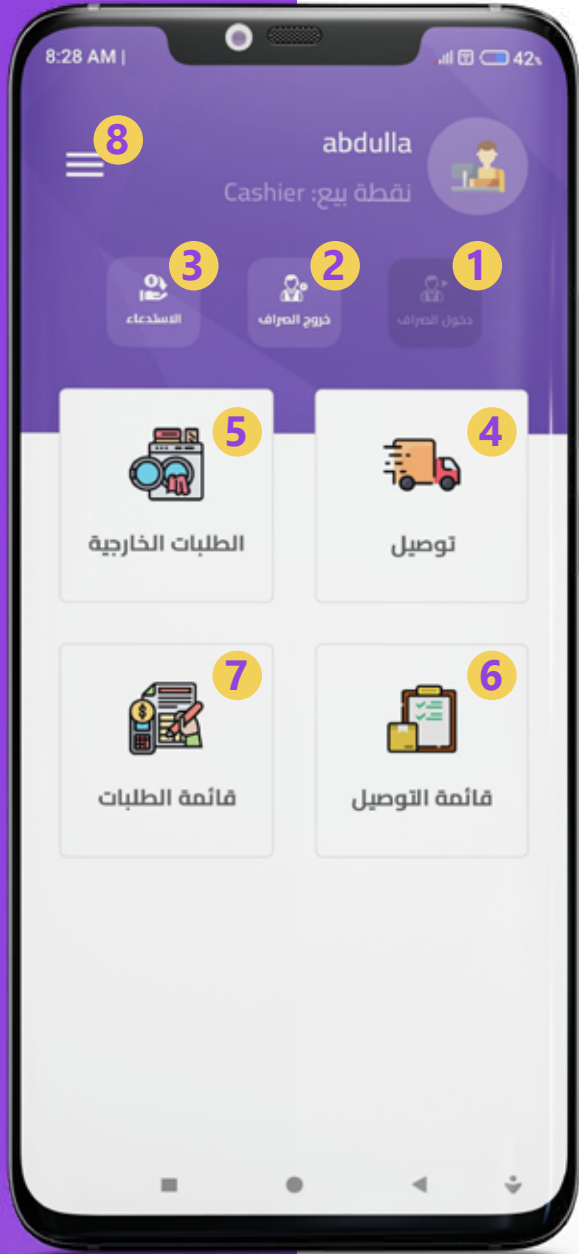 8:28 AM |
42%
8
abdulla
نقطة بيع: Cashier
1
2
3
دخول الصراف
خروج الصراف
الاستدعاء
4
5
توصيل
الطلبات الخارجية
6
7
قائمة التوصيل
قائمة الطلبات